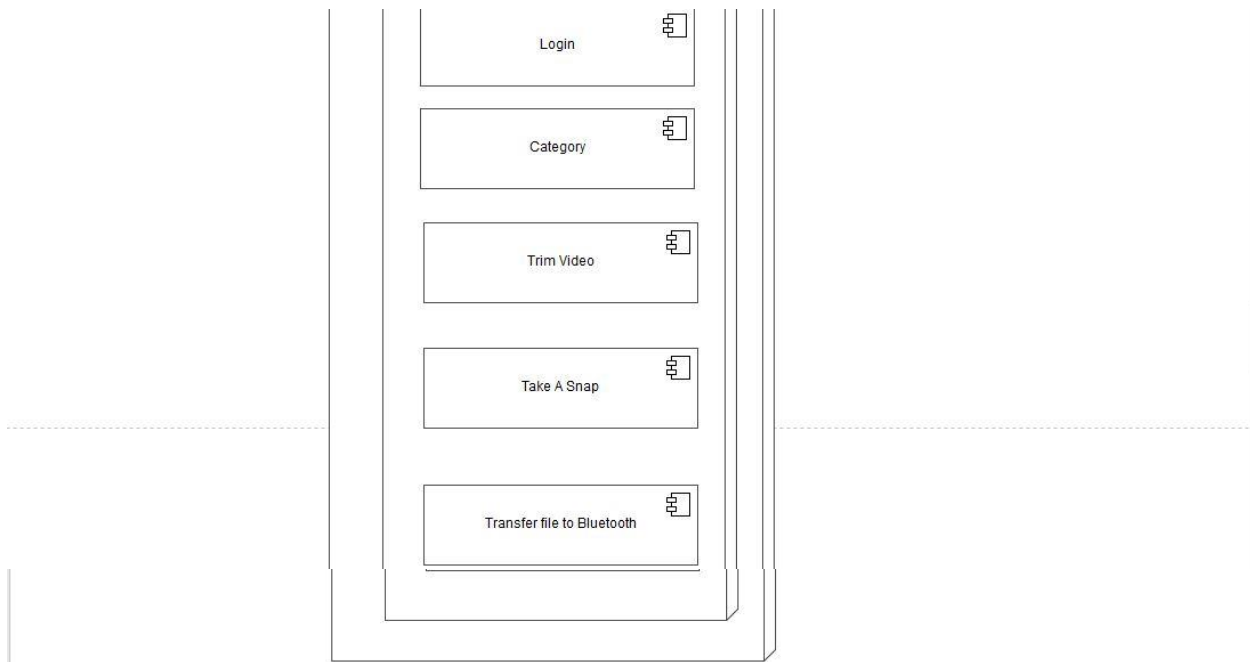 Login
Category
Trim Video
Take A Snap
Transfer file to Bluetooth